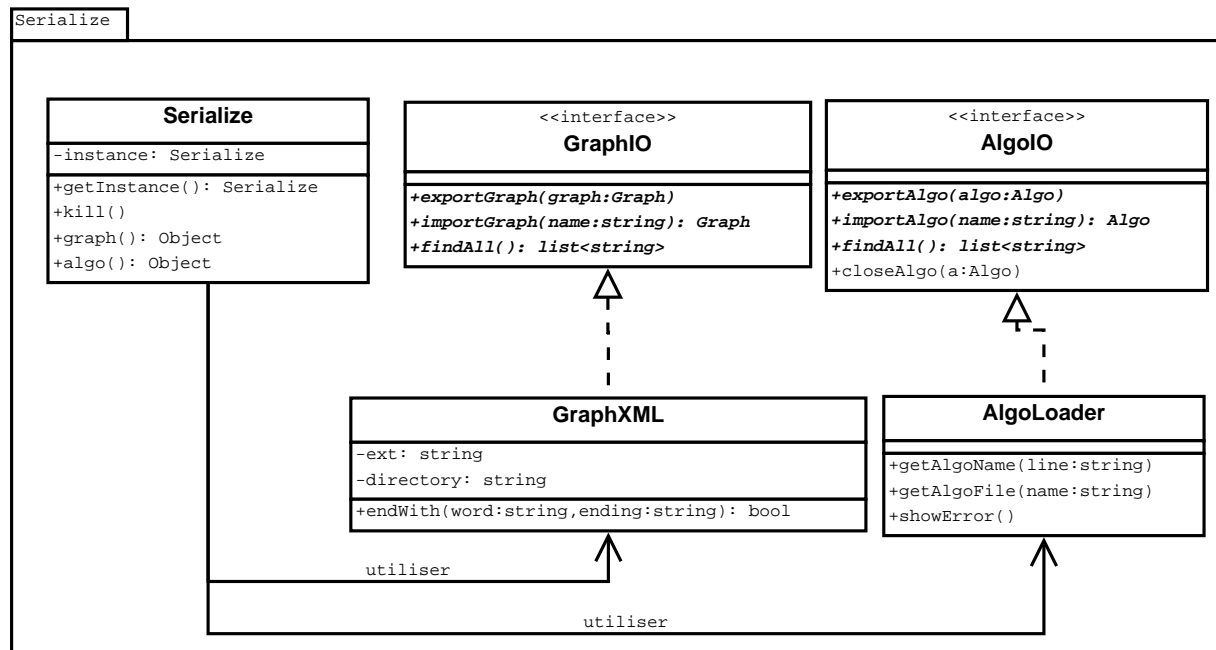 Serialize
Serialize
-instance: Serialize
+getInstance(): Serialize
+kill()
+graph(): Object
+algo(): Object
<<interface>>
GraphIO
+exportGraph(graph:Graph)
+importGraph(name:string): Graph
+findAll(): list<string>
<<interface>>
AlgoIO
+exportAlgo(algo:Algo)
+importAlgo(name:string): Algo
+findAll(): list<string>
+closeAlgo(a:Algo)
GraphXML
-ext: string
-directory: string
+endWith(word:string,ending:string): bool
AlgoLoader
+getAlgoName(line:string)
+getAlgoFile(name:string)
+showError()
utiliser
utiliser